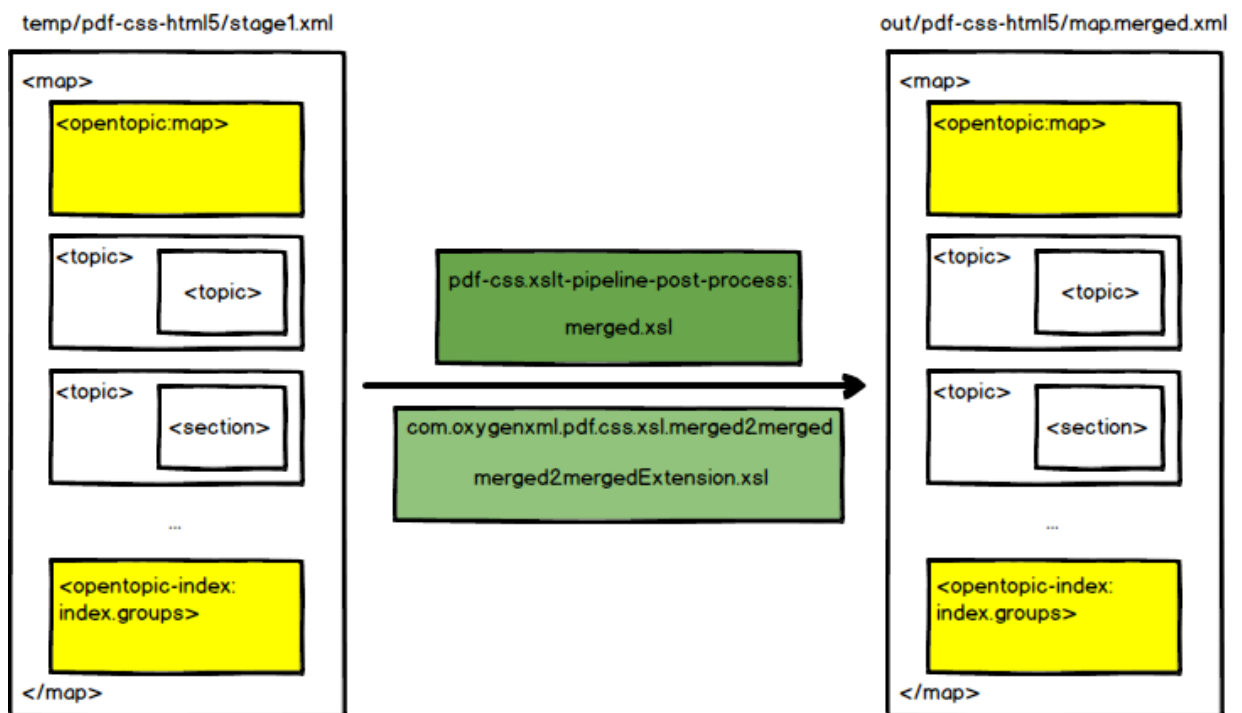 temp/pdf-css-html5/stage1.xml
<map>
<opentopic:map>
<topic>
<topic>
<topic>
<section>
...
<opentopic-index:
index.groups>
</map>
pdf-css.xslt-pipeline-post-process:
merged.xsl
com.oxygenxml.pdf.css.xsl.merged2merged
merged2mergedExtension.xsl
out/pdf-css-html5/map.merged.xml
<map>
<opentopic:map>
<topic>
<topic>
<topic>
<section>
...
<opentopic-index:
index.groups>
</map>